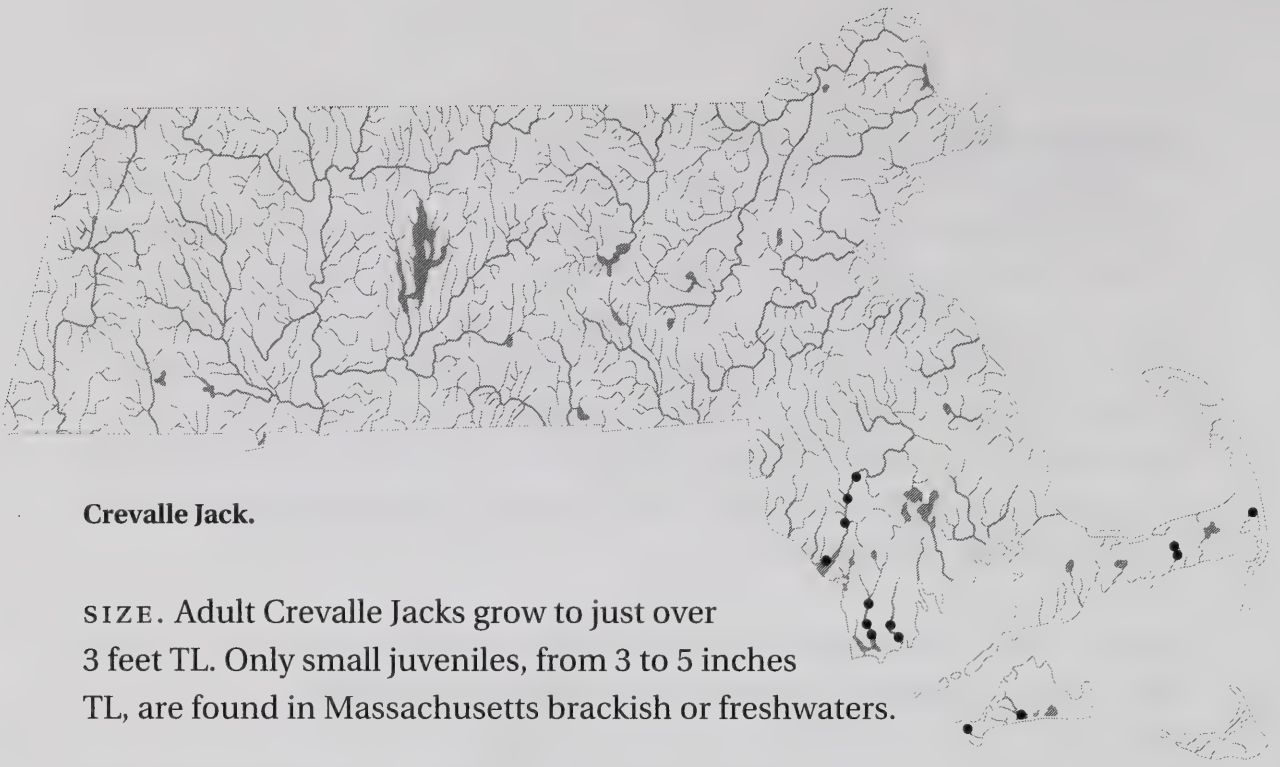 Crevalle Jack.
SIZE. Adult Crevalle Jacks grow to just over
3 feet TL. Only small juveniles, from 3 to 5 inches
TL, are found in Massachusetts brackish or freshwaters.